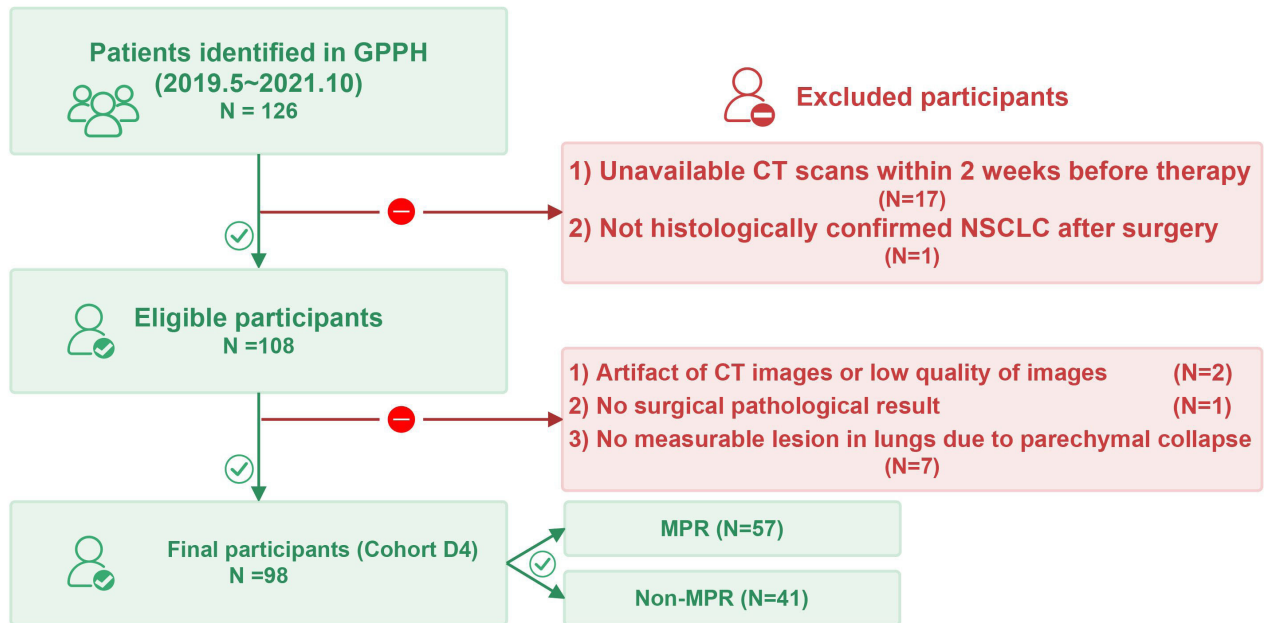 Patients identified in GPPH
(2019.5~2021.10)
N = 126
Excluded participants
1) Unavailable CT scans within 2 weeks before therapy
(N=17)
2) Not histologically confirmed NSCLC after surgery
(N=1)
Eligible participants
N =108
1) Artifact of CT images or low quality of images (N=2)
2) No surgical pathological result (N=1)
3) No measurable lesion in lungs due to parechymal collapse
(N=7)
Final participants (Cohort D4)
N =98
MPR (N=57)
Non-MPR (N=41)